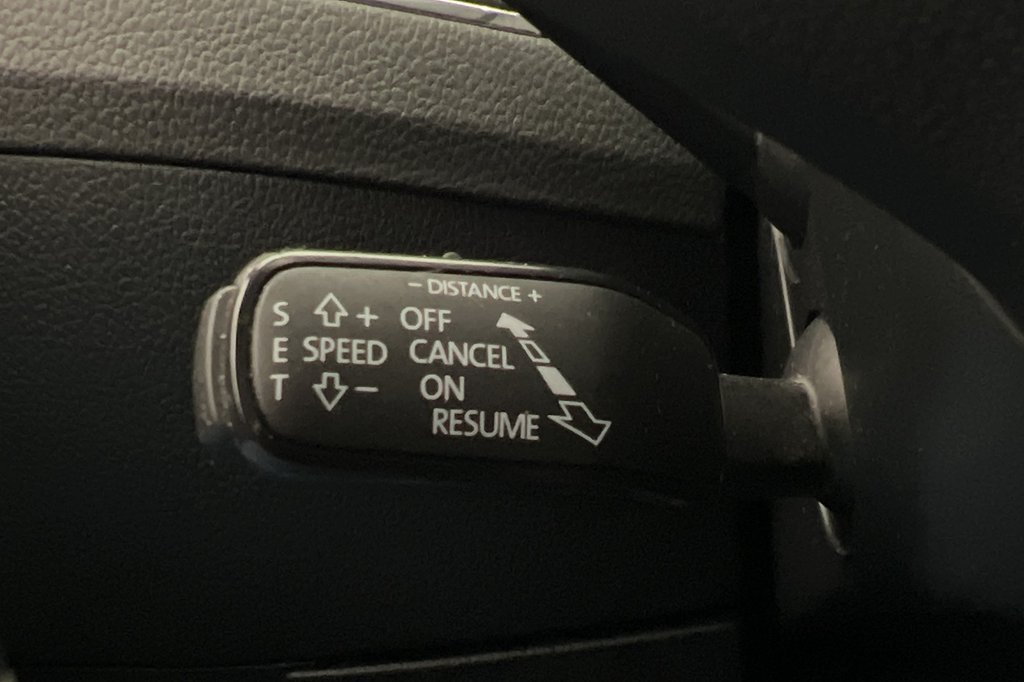 - DISTANCE +
S + OFF
E SPEED CANCEL
T - ON
RESUME